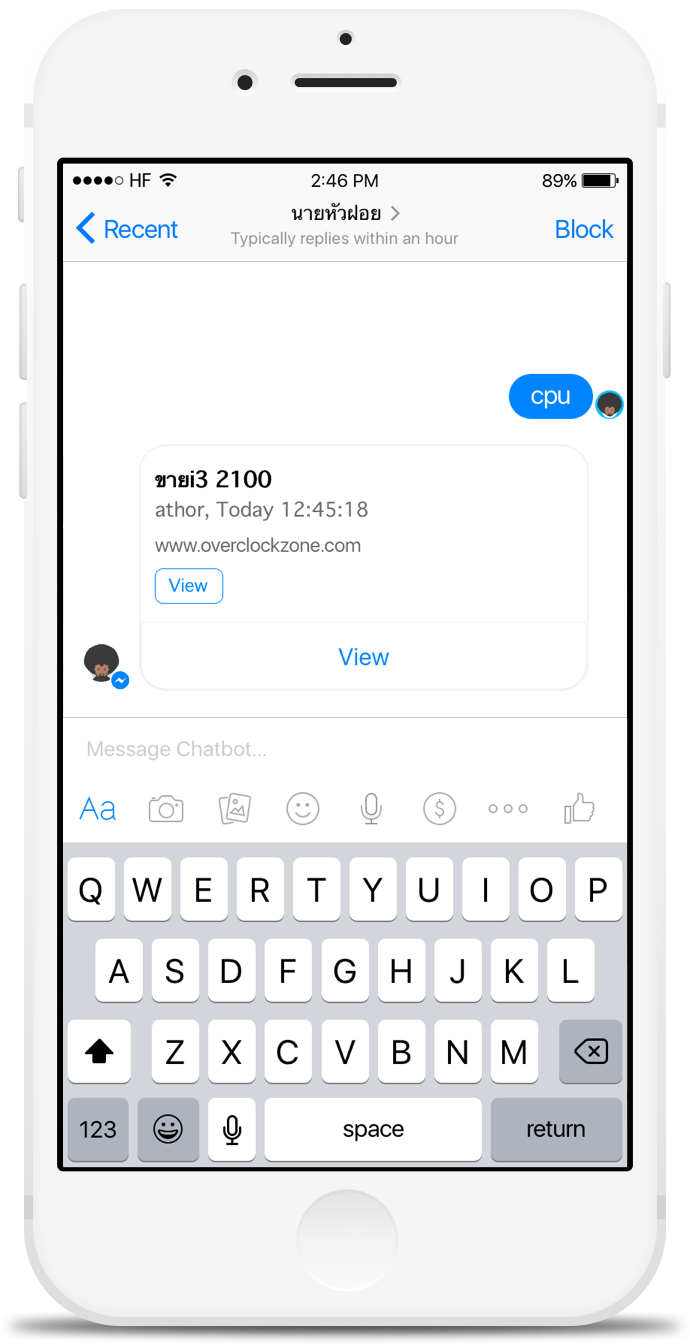 HF 2:46 PM 89%
Recent นายหัวฝอย Block
Typically replies within an hour
cpu
ขายi3 2100
athor, Today 12:45:18
www.overclockzone.com
View
View
Message Chatbot...
Aa $
Q W E R T Y U I O P
A S D F G H J K L
Z X C V B N M
123 space return